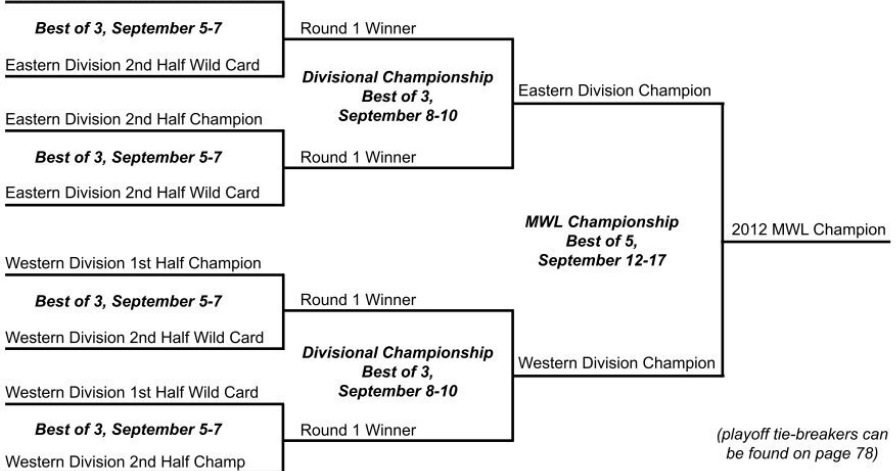 Best of 3, September 5-7
Eastern Division 2nd Half Wild Card
Round 1 Winner
Divisional Championship
Best of 3,
September 8-10
Eastern Division 2nd Half Champion
Best of 3, September 5-7
Eastern Division 2nd Half Wild Card
Round 1 Winner
Eastern Division Champion
MWL Championship
Best of 5,
September 12-17
2012 MWL Champion
Western Division 1st Half Champion
Best of 3, September 5-7
Western Division 2nd Half Wild Card
Round 1 Winner
Divisional Championship
Best of 3,
September 8-10
Western Division 1st Half Wild Card
Best of 3, September 5-7
Western Division 2nd Half Champ
Round 1 Winner
Western Division Champion
(playoff tie-breakers can
be found on page 78)